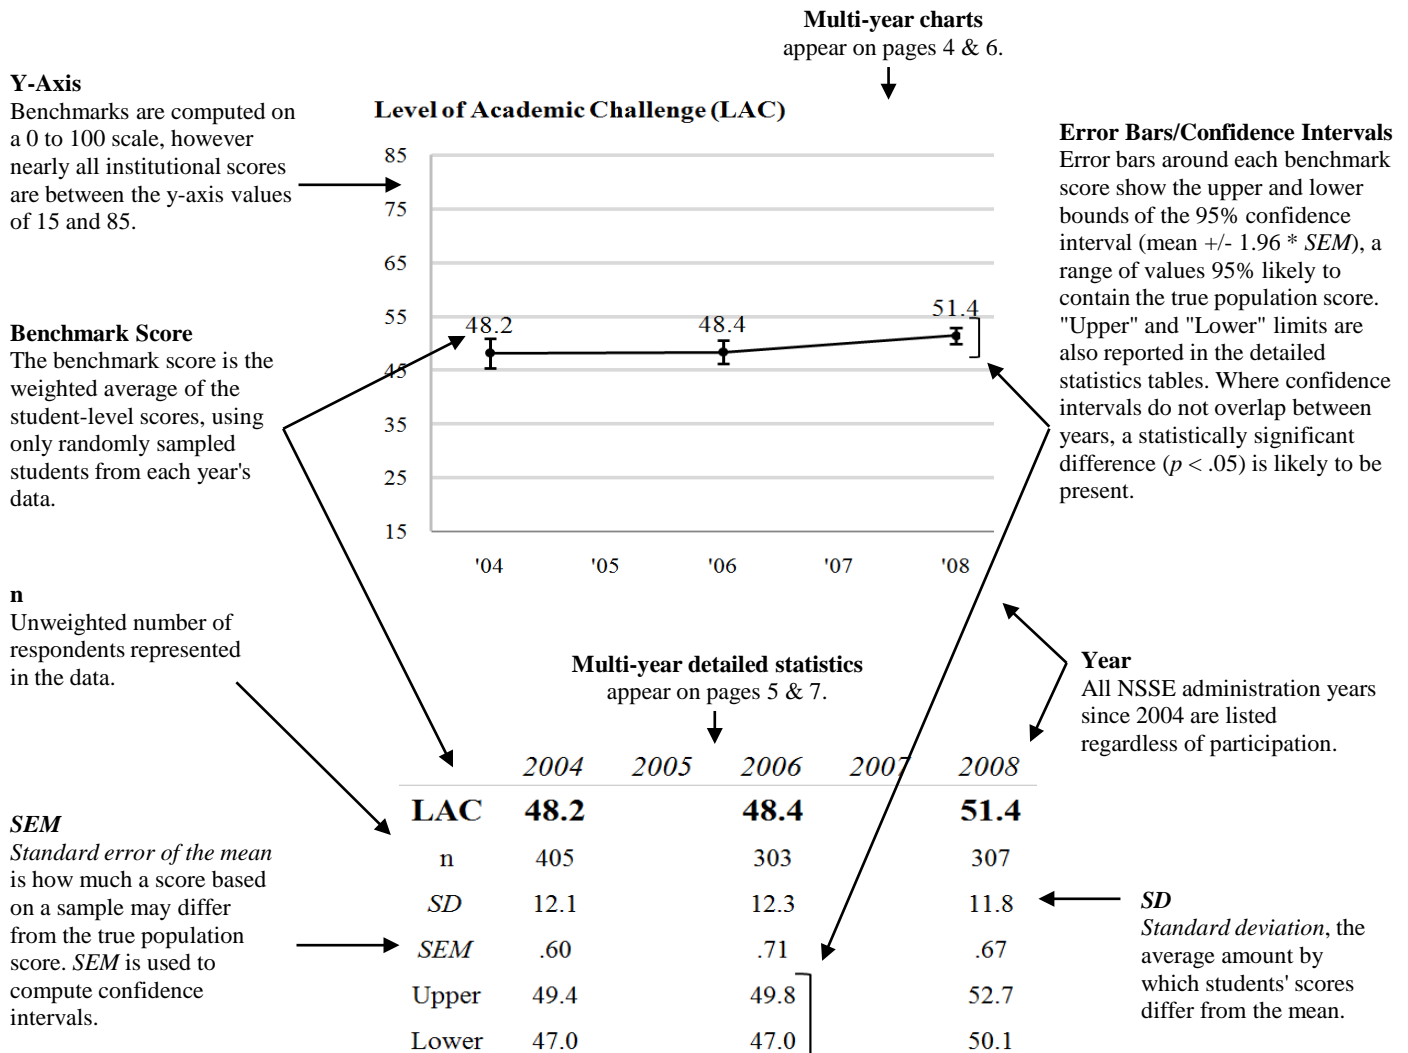 Multi-year charts
appear on pages 4 & 6.
Y-Axis
Benchmarks are computed on
a 0 to 100 scale, however
nearly all institutional scores
are between the y-axis values
of 15 and 85.
Level of Academic Challenge (LAC)
85
75
65
55
45
35
25
15
48.2
48.4
51.4
'04
'05
'06
'07
'08
Error Bars/Confidence Intervals
Error bars around each benchmark
score show the upper and lower
bounds of the 95% confidence
interval (mean +/- 1.96 * SEM), a
range of values 95% likely to
contain the true population score.
"Upper" and "Lower" limits are
also reported in the detailed
statistics tables. Where confidence
intervals do not overlap between
years, a statistically significant
difference (p < .05) is likely to be
present.
Benchmark Score
The benchmark score is the
weighted average of the
student-level scores, using
only randomly sampled
students from each year's
data.
n
Unweighted number of
respondents represented
in the data.
Multi-year detailed statistics
appear on pages 5 & 7.
Year
All NSSE administration years
since 2004 are listed
regardless of participation.
SEM
Standard error of the mean
is how much a score based
on a sample may differ
from the true population
score. SEM is used to
compute confidence
intervals.
2004 2005 2006 2007 2008
LAC 48.2 48.4 51.4
n 405 303 307
SD 12.1 12.3 11.8
SEM .60 .71 .67
Upper 49.4 49.8 52.7
Lower 47.0 47.0 50.1
SD
Standard deviation, the
average amount by
which students' scores
differ from the mean.